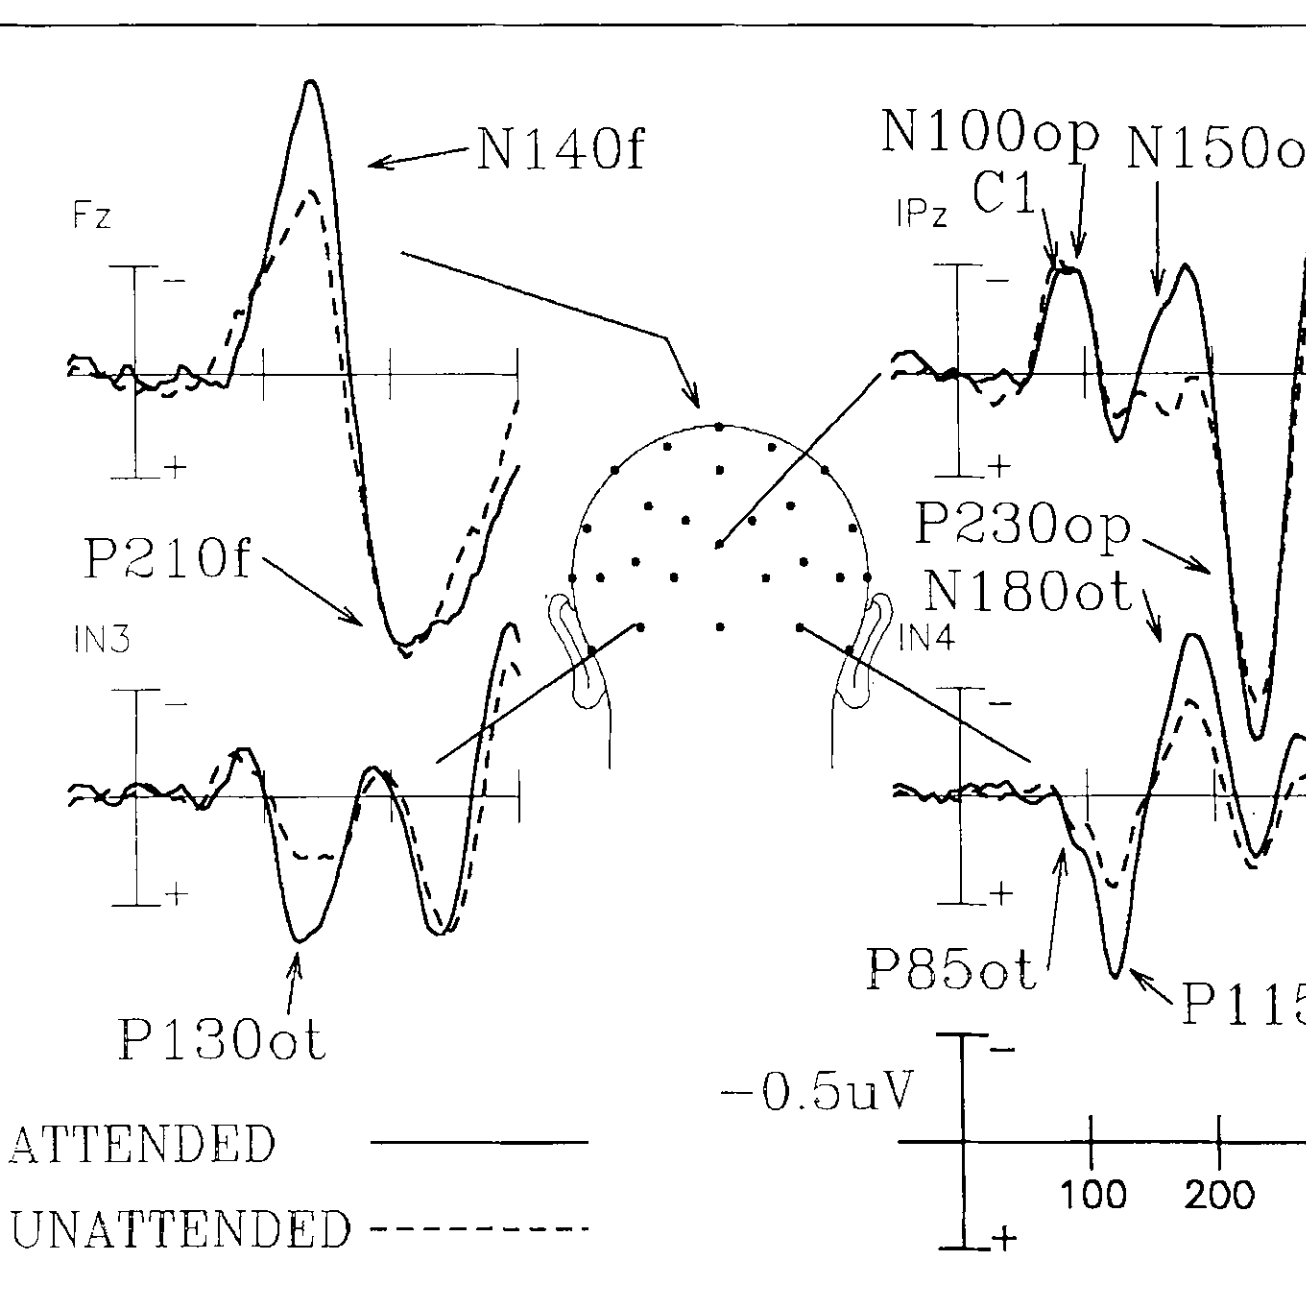 N140f
Fz
−
+
P210f
N100op
N150o
C1
IPz
−
+
P230op
N180ot
IN3
−
+
P130ot
IN4
−
+
P85ot
P115
ATTENDED
UNATTENDED
−
−0.5uV
100 200
+